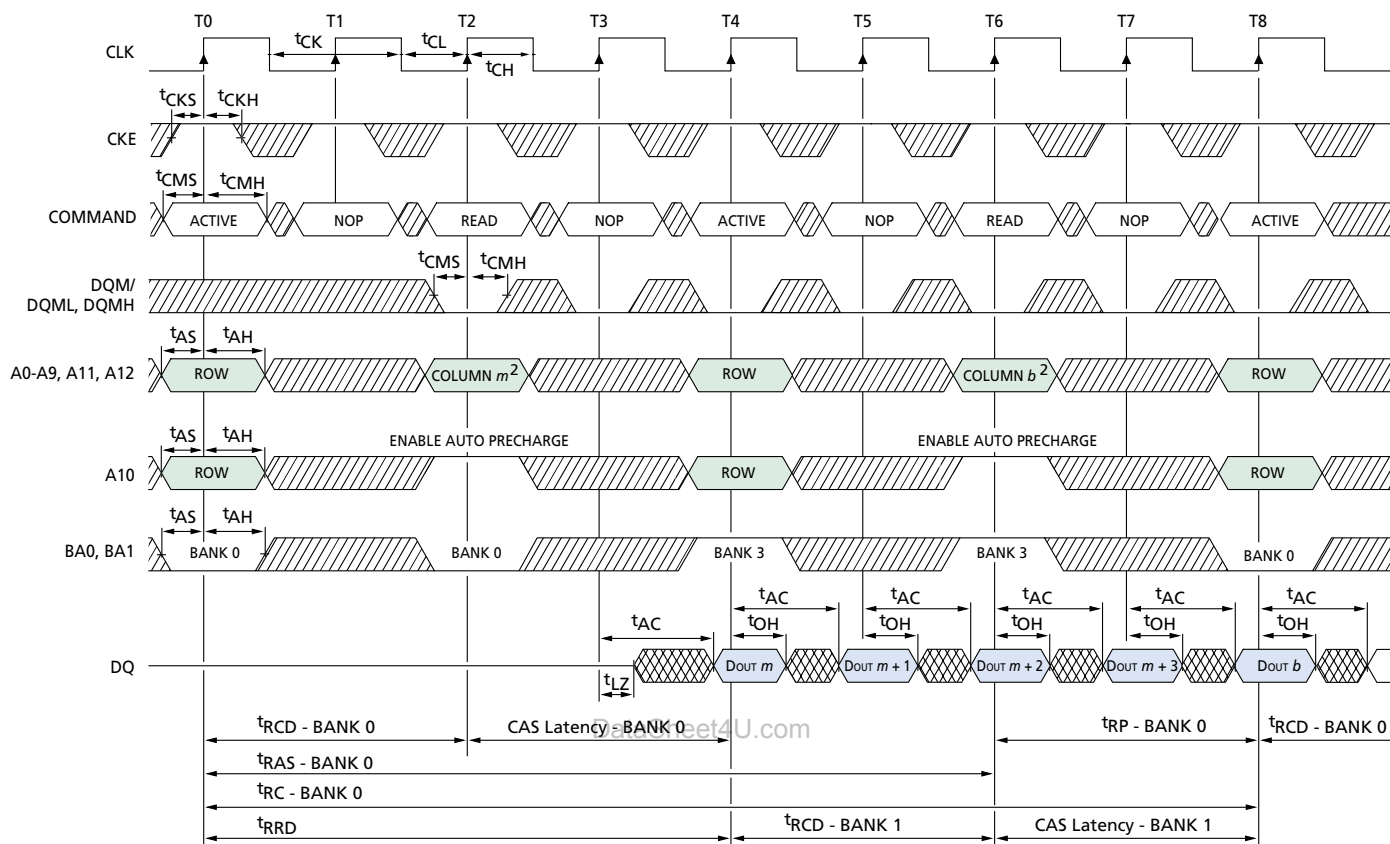 T0 T1 T2 T3 T4 T5 T6 T7 T8
CLK
tCK tCL tCH
tCKS tCKH
CKE
tCMS tCMH
COMMAND ACTIVE NOP READ NOP ACTIVE NOP READ NOP ACTIVE
tCMS tCMH
DQM/
DQML, DQMH
tAS tAH
A0-A9, A11, A12 ROW COLUMN m2 ROW COLUMN b 2 ROW
tAS tAH ENABLE AUTO PRECHARGE ENABLE AUTO PRECHARGE
A10 ROW ROW ROW
tAS tAH
BA0, BA1 BANK 0 BANK 0 BANK 3 BANK 3 BANK 0
tAC tAC tAC tAC tAC tAC
tOH tOH tOH tOH tOH
DQ DOUT m DOUT m + 1 DOUT m + 2 DOUT m + 3 DOUT b
tLZ
DataSheet4U.com
tRCD - BANK 0 CAS Latency - BANK 0 tRP - BANK 0 tRCD - BANK 0
tRAS - BANK 0
tRC - BANK 0
tRRD tRCD - BANK 1 CAS Latency - BANK 1